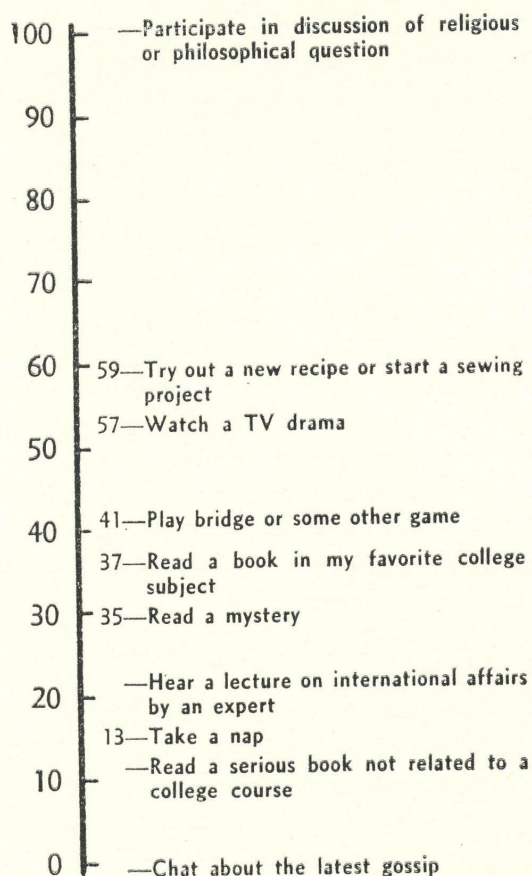 100 —Participate in discussion of religious
or philosophical question
90
80
70
60 59—Try out a new recipe or start a sewing
project
57—Watch a TV drama
50
41—Play bridge or some other game
40
37—Read a book in my favorite college
subject
30 35—Read a mystery
—Hear a lecture on international affairs
20 by an expert
13—Take a nap
10 —Read a serious book not related to a
college course
0 —Chat about the latest gossip